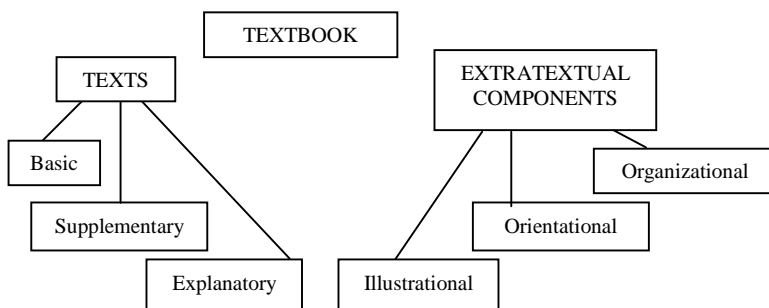 TEXTBOOK
TEXTS
EXTRATEXTUAL
COMPONENTS
Basic
Organizational
Supplementary
Orientational
Explanatory
Illustrational